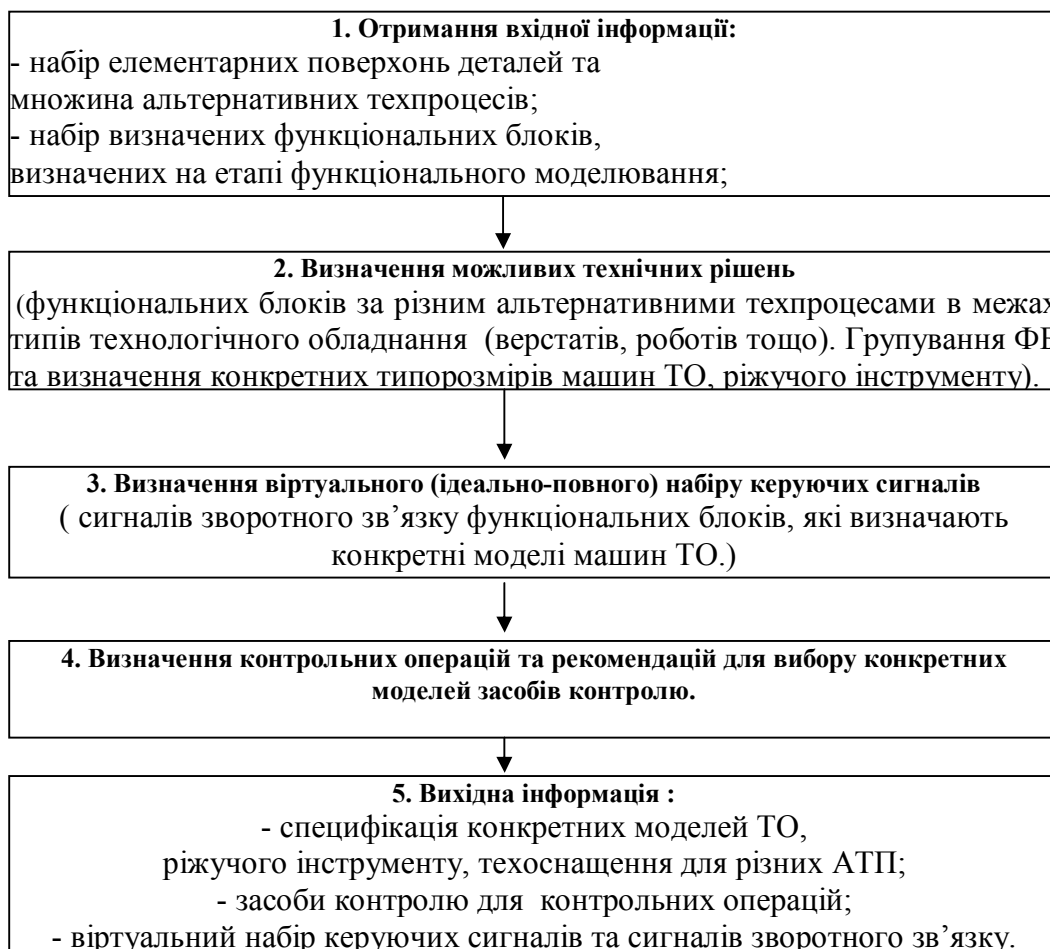 1. Отримання вхідної інформації:
- набір елементарних поверхонь деталей та
множина альтернативних техпроцесів;
- набір визначених функціональних блоків,
визначених на етапі функціонального моделювання;
2. Визначення можливих технічних рішень
(функціональних блоків за різним альтернативними техпроцесами в межах
типів технологічного обладнання (верстатів, роботів тощо). Групування ФБ
та визначення конкретних типорозмірів машин ТО, ріжучого інструменту).
3. Визначення віртуального (ідеально-повного) набіру керуючих сигналів
( сигналів зворотного зв’язку функціональних блоків, які визначають
конкретні моделі машин ТО.)
4. Визначення контрольних операцій та рекомендацій для вибору конкретних
моделей засобів контролю.
5. Вихідна інформація :
- специфікація конкретних моделей ТО,
ріжучого інструменту, техоснащення для різних АТП;
- засоби контролю для контрольних операцій;
- віртуальний набір керуючих сигналів та сигналів зворотного зв’язку.